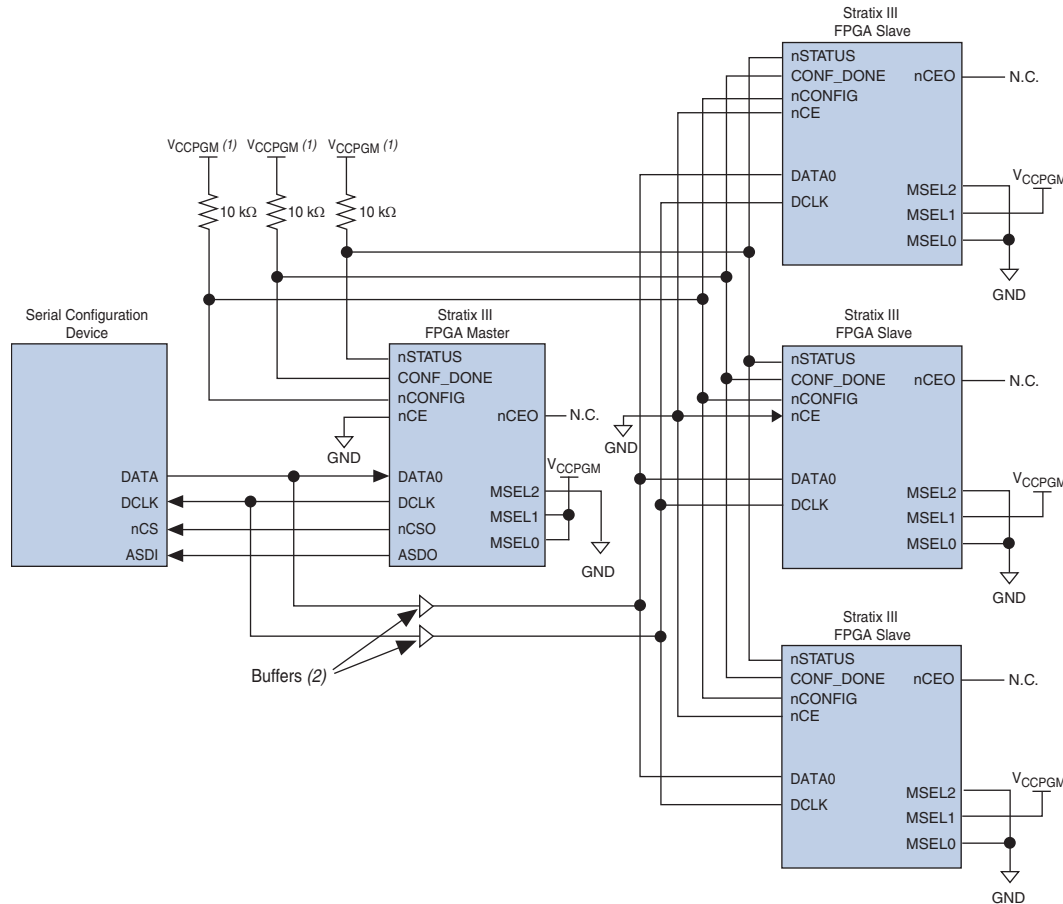 Stratix III
FPGA Slave
nSTATUS
CONF_DONE
nCONFIG
nCE
nCEO
N.C.
DATA0
DCLK
MSEL2
MSEL1
MSEL0
VCCPGM
GND
VCCPGM (1)
VCCPGM (1)
VCCPGM (1)
10 kΩ
10 kΩ
10 kΩ
Serial Configuration
Device
DATA
DCLK
nCS
ASDI
Stratix III
FPGA Master
nSTATUS
CONF_DONE
nCONFIG
nCE
nCEO
N.C.
GND
DATA0
DCLK
nCSO
ASDO
VCCPGM
MSEL2
MSEL1
MSEL0
GND
Buffers (2)
Stratix III
FPGA Slave
nSTATUS
CONF_DONE
nCONFIG
nCE
nCEO
N.C.
GND
DATA0
DCLK
MSEL2
MSEL1
MSEL0
VCCPGM
GND
Stratix III
FPGA Slave
nSTATUS
CONF_DONE
nCONFIG
nCE
nCEO
N.C.
DATA0
DCLK
MSEL2
MSEL1
MSEL0
VCCPGM
GND